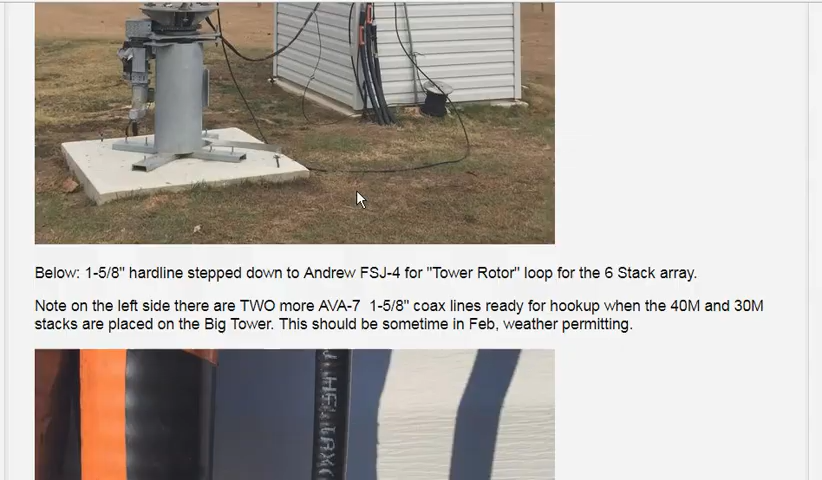 Below: 1-5/8" hardline stepped down to Andrew FSJ-4 for "Tower Rotor" loop for the 6 Stack array.
Note on the left side there are TWO more AVA-7  1-5/8" coax lines ready for hookup when the 40M and 30M
stacks are placed on the Big Tower. This should be sometime in Feb, weather permitting.
HELIAX